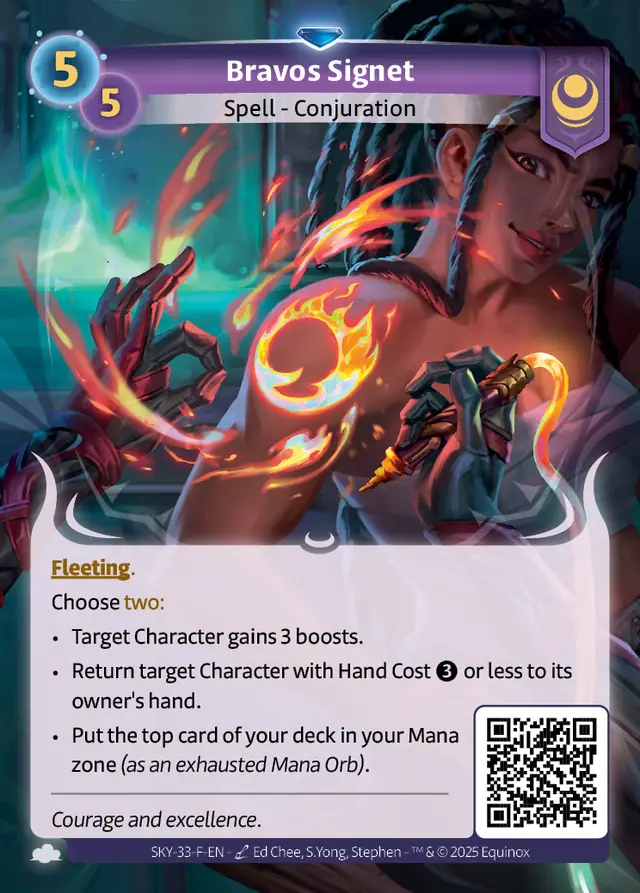 5
5
Bravos Signet
Spell - Conjuration
Fleeting.
Choose two:
• Target Character gains 3 boosts.
• Return target Character with Hand Cost 3 or less to its
owner's hand.
• Put the top card of your deck in your Mana
zone (as an exhausted Mana Orb).
Courage and excellence.
SKY-33-F-EN - Ed Chee, S.Yong, Stephen - ™ & © 2025 Equinox